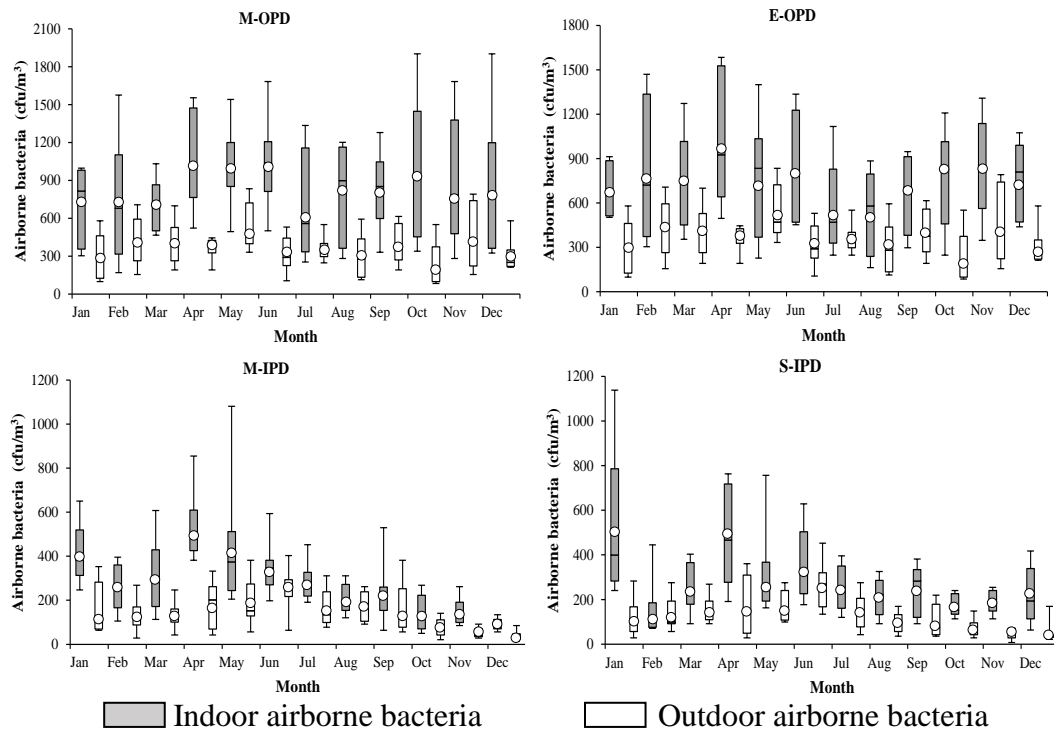 M-OPD
Airborne bacteria (cfu/m³)
2100
1800
1500
1200
900
600
300
0
Jan Feb Mar Apr May Jun Jul Aug Sep Oct Nov Dec
Month
E-OPD
Airborne bacteria (cfu/m³)
1800
1500
1200
900
600
300
0
Jan Feb Mar Apr May Jun Jul Aug Sep Oct Nov Dec
Month
M-IPD
Airborne bacteria (cfu/m³)
1200
1000
800
600
400
200
0
Jan Feb Mar Apr May Jun Jul Aug Sep Oct Nov Dec
Month
S-IPD
Airborne bacteria (cfu/m³)
1200
1000
800
600
400
200
0
Jan Feb Mar Apr May Jun Jul Aug Sep Oct Nov Dec
Month
Indoor airborne bacteria
Outdoor airborne bacteria